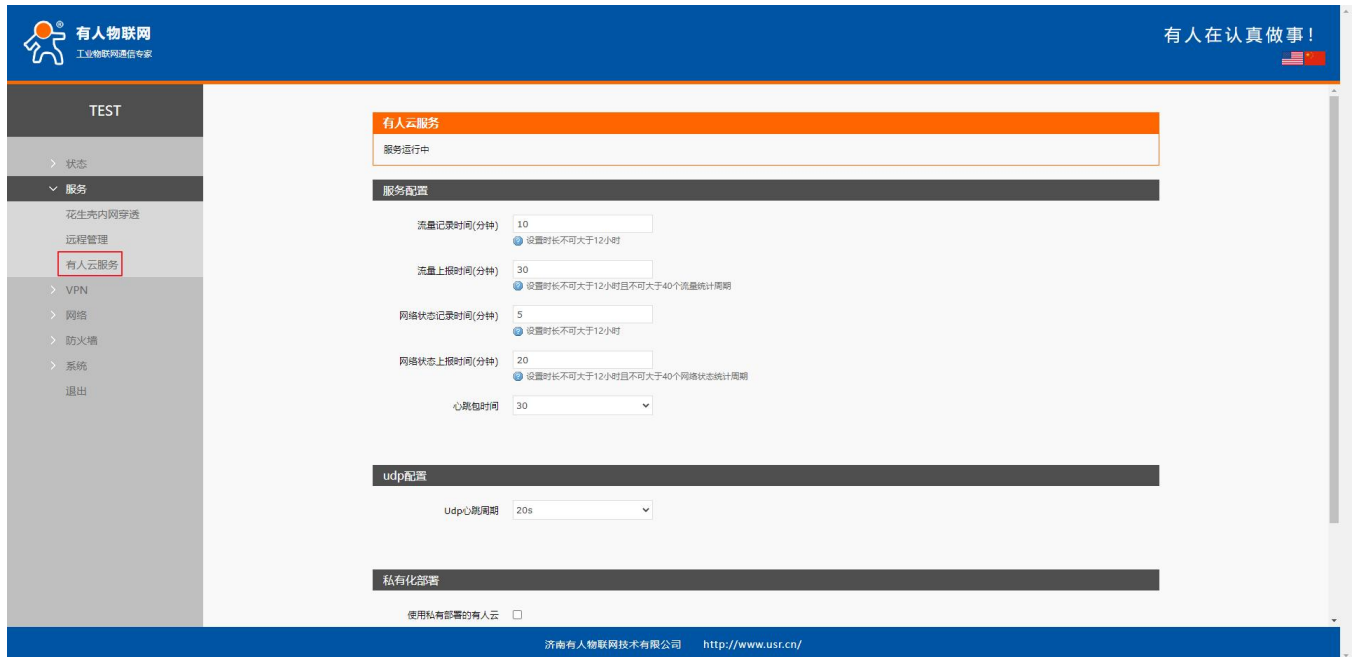 有人物联网
®
工业物联网通信专家
有人在认真做事!
TEST
状态
服务
花生壳内网穿透
远程管理
有人云服务
VPN
网络
防火墙
系统
退出
有人云服务
服务运行中
服务配置
流量记录时间(分钟) 10
设置时长不可大于12小时
流量上报时间(分钟) 30
设置时长不可大于12小时且不可大于40个流量统计周期
网络状态记录时间(分钟) 5
设置时长不可大于12小时
网络状态上报时间(分钟) 20
设置时长不可大于12小时且不可大于40个网络状态统计周期
心跳包时间 30
udp配置
Udp心跳周期 20s
私有化部署
使用私有部署的有人云
济南有人物联网技术有限公司 http://www.usr.cn/